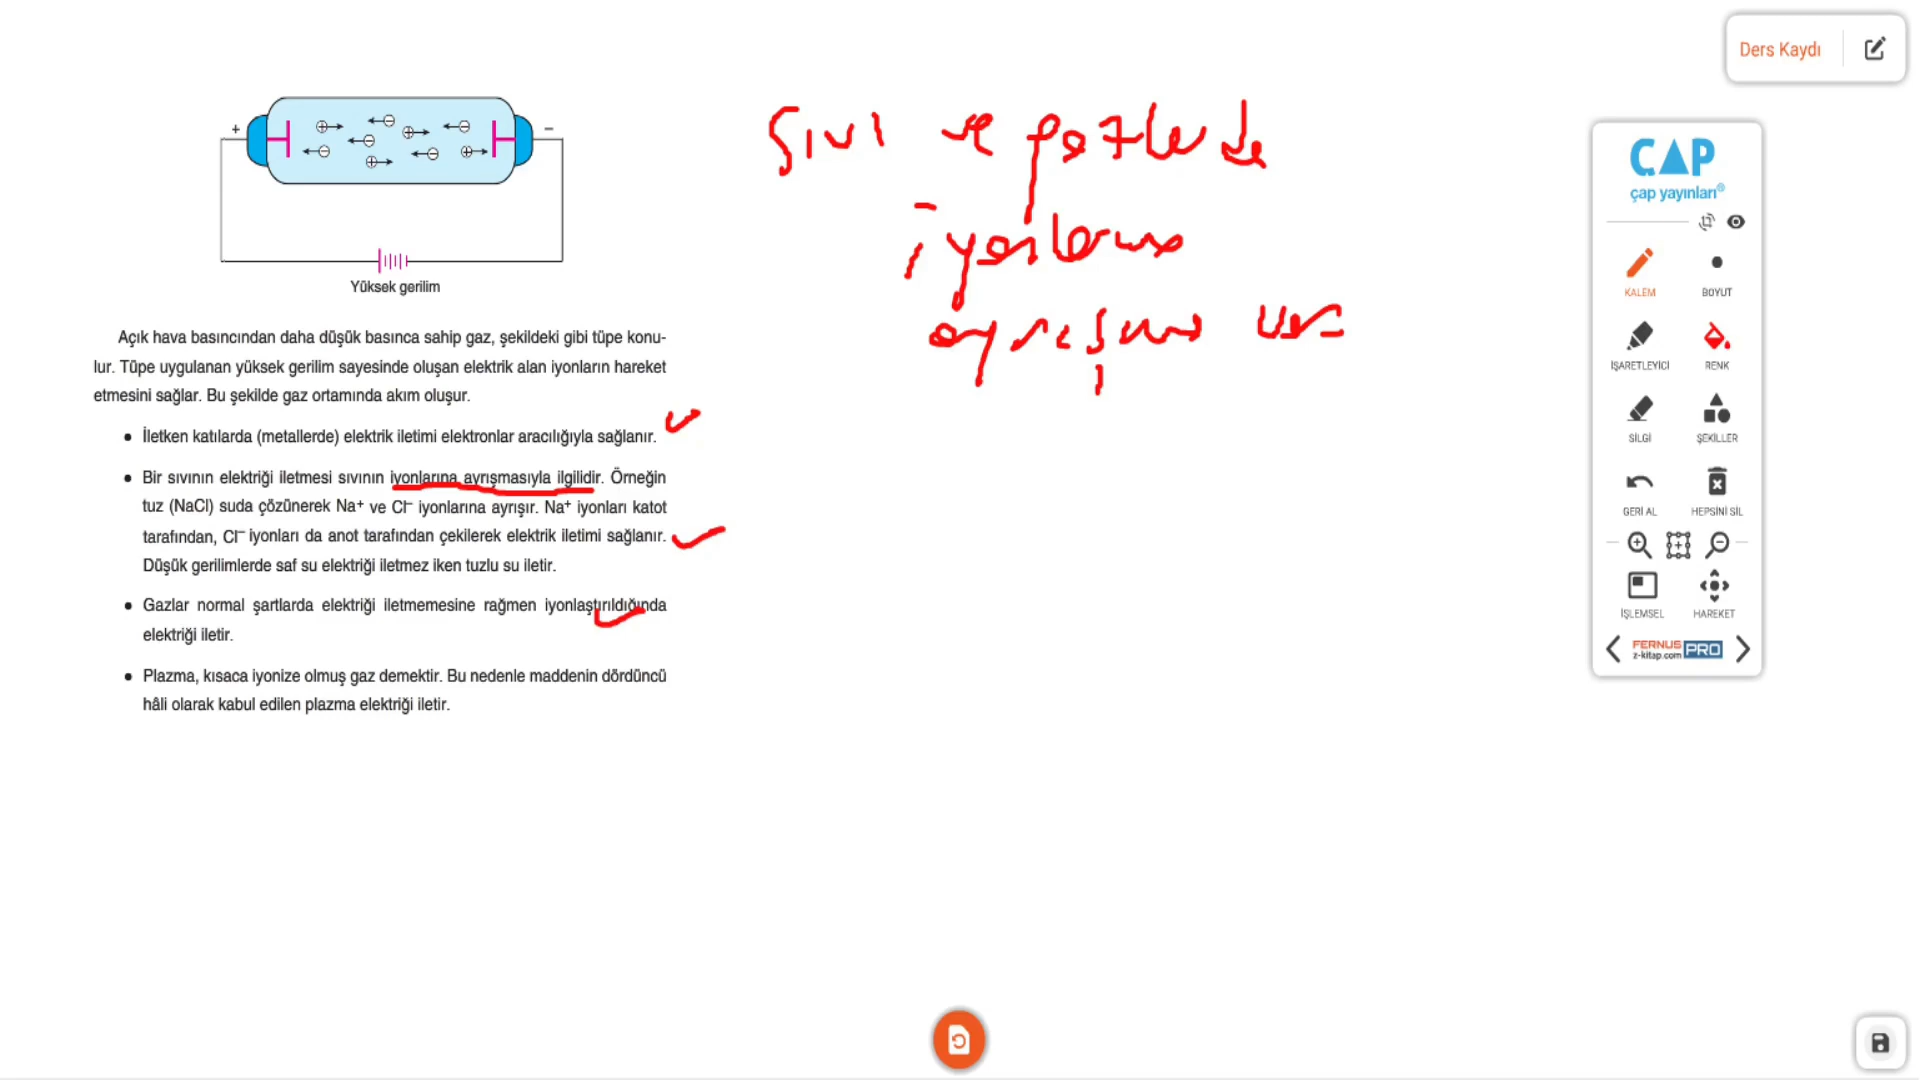 Ders Kaydı
+
−
Yüksek gerilim
Sıvı ve gazlarda
iyonlarına
ayrışma var
Açık hava basıncından daha düşük basınca sahip gaz, şekildeki gibi tüpe konu-
lur. Tüpe uygulanan yüksek gerilim sayesinde oluşan elektrik alan iyonların hareket
etmesini sağlar. Bu şekilde gaz ortamında akım oluşur.
• İletken katılarda (metallerde) elektrik iletimi elektronlar aracılığıyla sağlanır.
• Bir sıvının elektriği iletmesi sıvının iyonlarına ayrışmasıyla ilgilidir. Örneğin
tuz (NaCl) suda çözünerek Na⁺ ve Cl⁻ iyonlarına ayrışır. Na⁺ iyonları katot
tarafından, Cl⁻ iyonları da anot tarafından çekilerek elektrik iletimi sağlanır.
Düşük gerilimlerde saf su elektriği iletmez iken tuzlu su iletir.
• Gazlar normal şartlarda elektriği iletmemesine rağmen iyonlaştırıldığında
elektriği iletir.
• Plazma, kısaca iyonize olmuş gaz demektir. Bu nedenle maddenin dördüncü
hâli olarak kabul edilen plazma elektriği iletir.
ÇAP
çap yayınları®
KALEM BOYUT
İŞARETLEYİCİ RENK
SİLGİ ŞEKİLLER
GERİ AL HEPSİNİ SİL
İŞLEMSEL HAREKET
FERNUS PRO
z-kitap.com